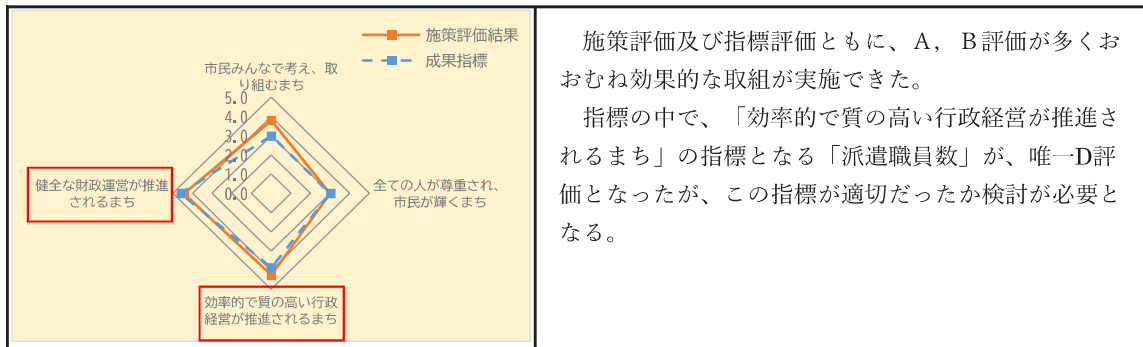 施策評価結果
成果指標
市民みんなで考え、取
り組むまち
5.0
4.0
3.0
2.0
1.0
0.0
健全な財政運営が推進
されるまち
全ての人が尊重され、
市民が輝くまち
効率的で質の高い行政
経営が推進されるまち
施策評価及び指標評価ともに、A，B評価が多くお
おむね効果的な取組が実施できた。
指標の中で、「効率的で質の高い行政経営が推進さ
れるまち」の指標となる「派遣職員数」が、唯一D評
価となったが、この指標が適切だったか検討が必要と
なる。